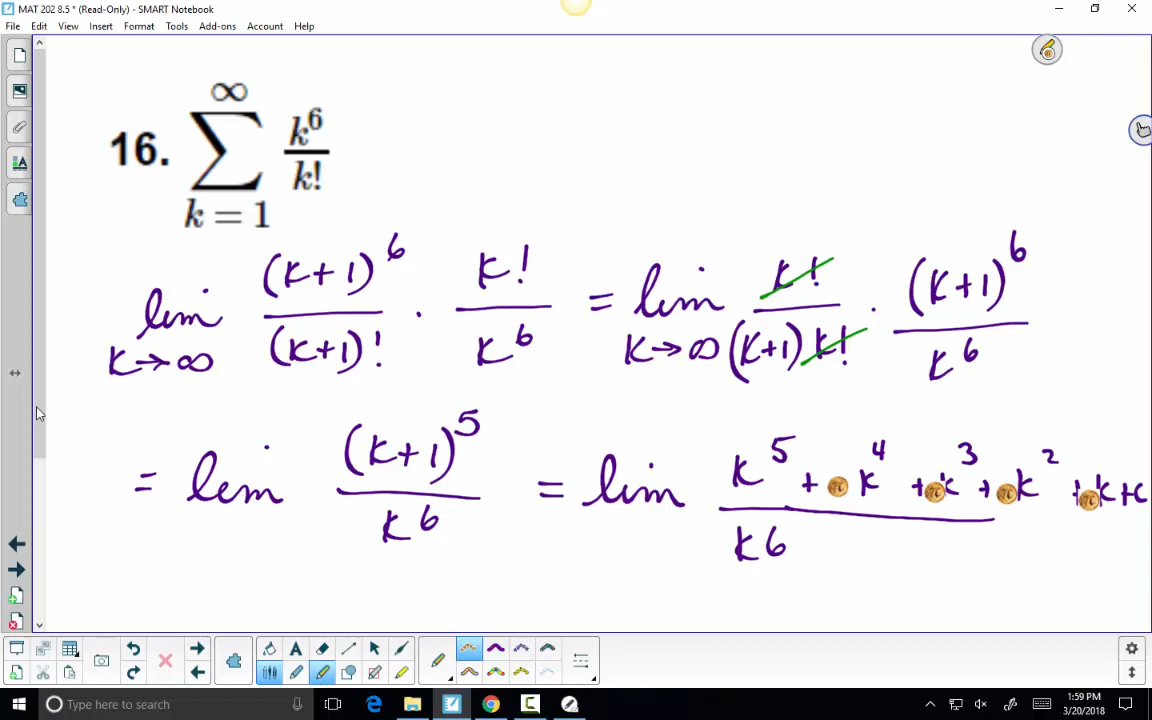 MAT 202 8.5 * (Read-Only) - SMART Notebook
File Edit View Insert Format Tools Add-ons Account Help
16. ∑_{k = 1}^{∞} k^6 / k!
lim_{k→∞} (k+1)^6 / (k+1)! · k! / k^6 = lim_{k→∞} k! / (k+1) k! · (k+1)^6 / k^6
= lim (k+1)^5 / k^6 = lim (k^5 + π k^4 + π k^3 + π k^2 + π k + c) / k^6
Type here to search
1:59 PM
3/20/2018